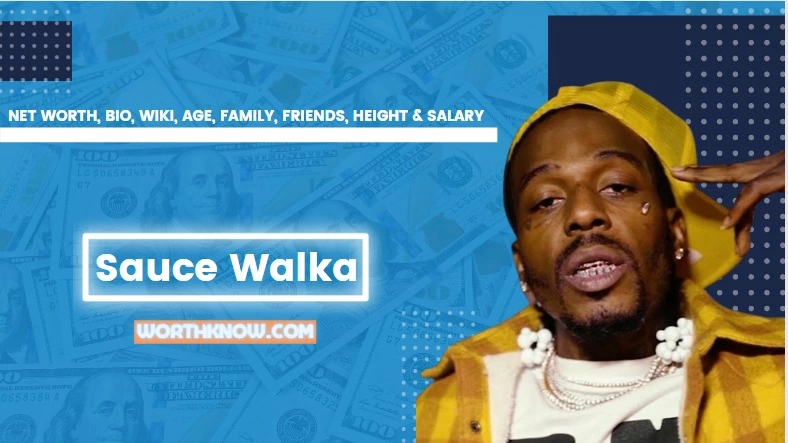 NET WORTH, BIO, WIKI, AGE, FAMILY, FRIENDS, HEIGHT & SALARY
Sauce Walka
WORTHKNOW.COM